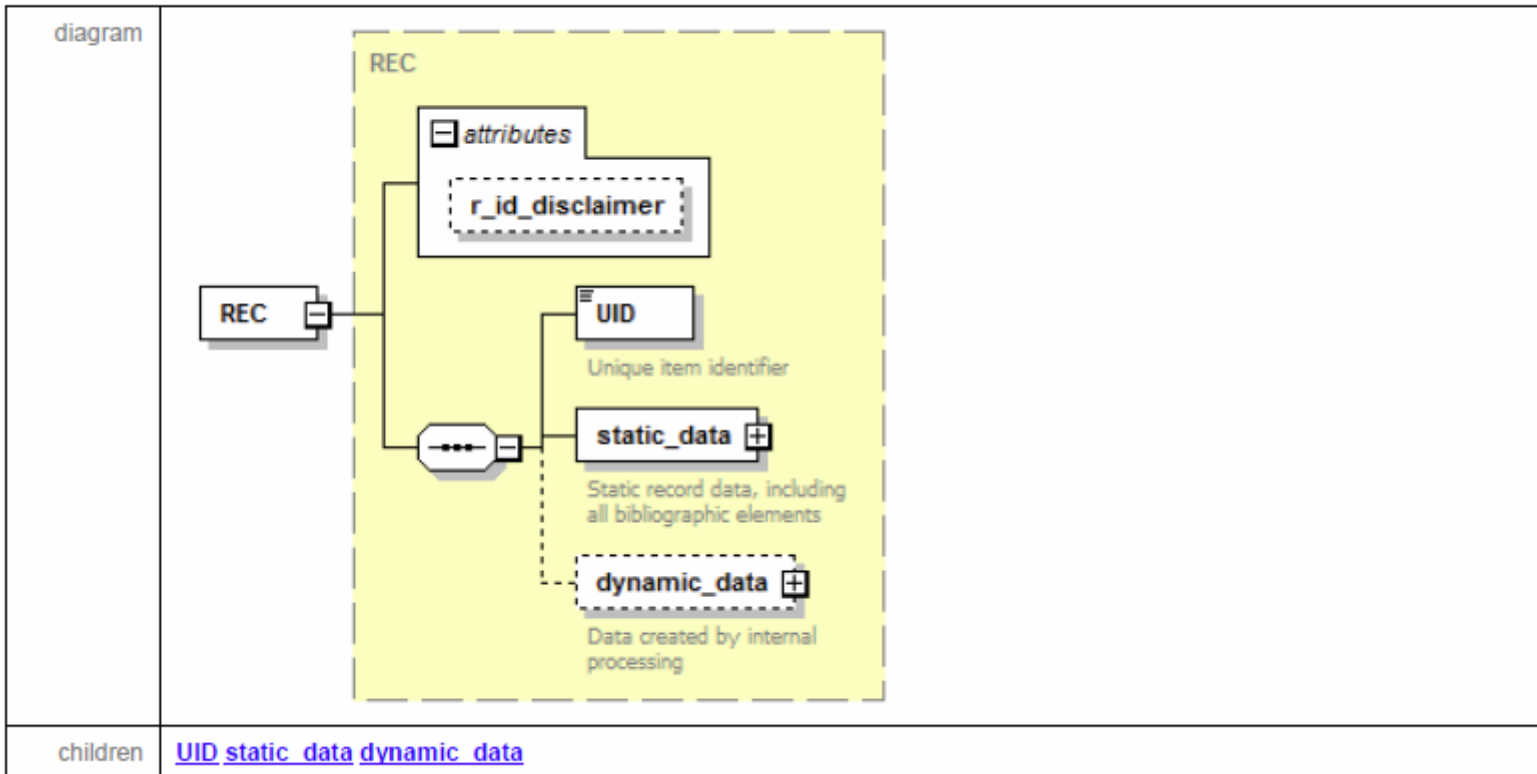 diagram
REC
attributes
r_id_disclaimer
REC
UID
Unique item identifier
static_data
Static record data, including
all bibliographic elements
dynamic_data
Data created by internal
processing
children
UID static_data dynamic_data